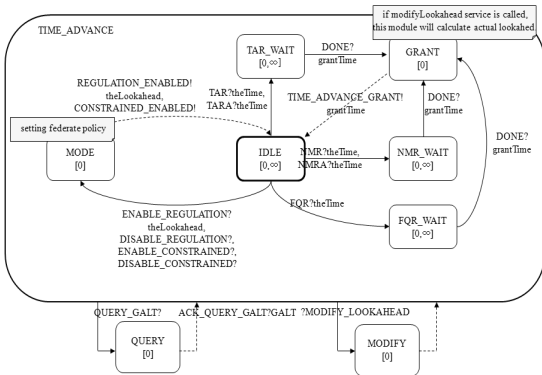 if modifyLookahead service is called,
this module will calculate actual lookahed
TIME_ADVANCE
TAR_WAIT
[0,∞]
DONE?
grantTime
GRANT
[0]
REGULATION_ENABLED!
theLookahead,
CONSTRAINED_ENABLED!
TAR?theTime,
TARA?theTime
TIME_ADVANCE_GRANT!
grantTime
DONE?
grantTime
setting federate policy
MODE
[0]
IDLE
[0,∞]
NMR?theTime,
NMRA?theTime
NMR_WAIT
[0,∞]
DONE?
grantTime
FQR?theTime
FQR_WAIT
[0,∞]
ENABLE_REGULATION?
theLookahead,
DISABLE_REGULATION?,
ENABLE_CONSTRAINED?,
DISABLE_CONSTRAINED?
QUERY_GALT?
ACK_QUERY_GALT?GALT
?MODIFY_LOOKAHEAD
QUERY
[0]
MODIFY
[0]